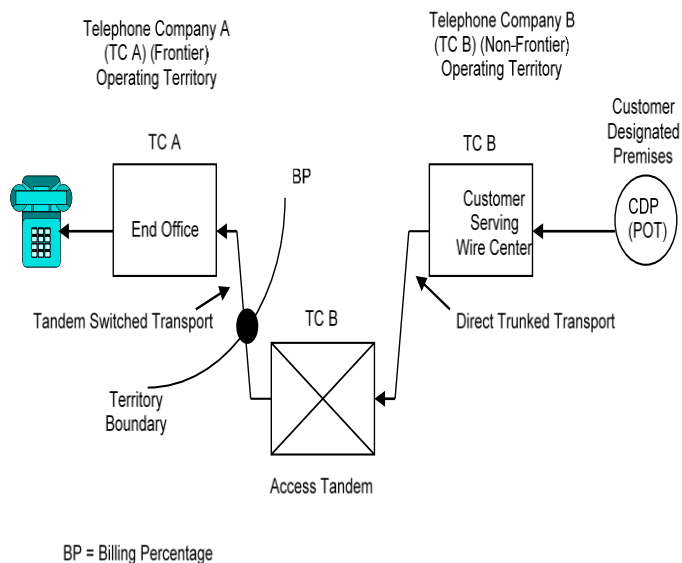 Telephone Company A
(TC A) (Frontier)
Operating Territory
Telephone Company B
(TC B) (Non-Frontier)
Operating Territory
Customer
Designated
Premises
TC A
TC B
BP
End Office
Customer
Serving
Wire Center
CDP
(POT)
Tandem Switched Transport
TC B
Direct Trunked Transport
Territory
Boundary
Access Tandem
BP = Billing Percentage